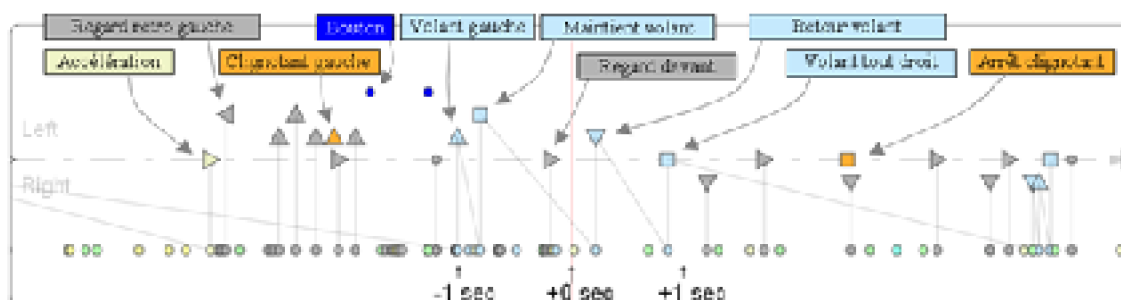 Regard retro gauche
Bouton
Volant gauche
Maintient volant
Retour volant
Accélération
Clignotant gauche
Regard devant
Volant tout droit
Arrêt clignotant
Left
Right
-1 sec
+0 sec
+1 sec